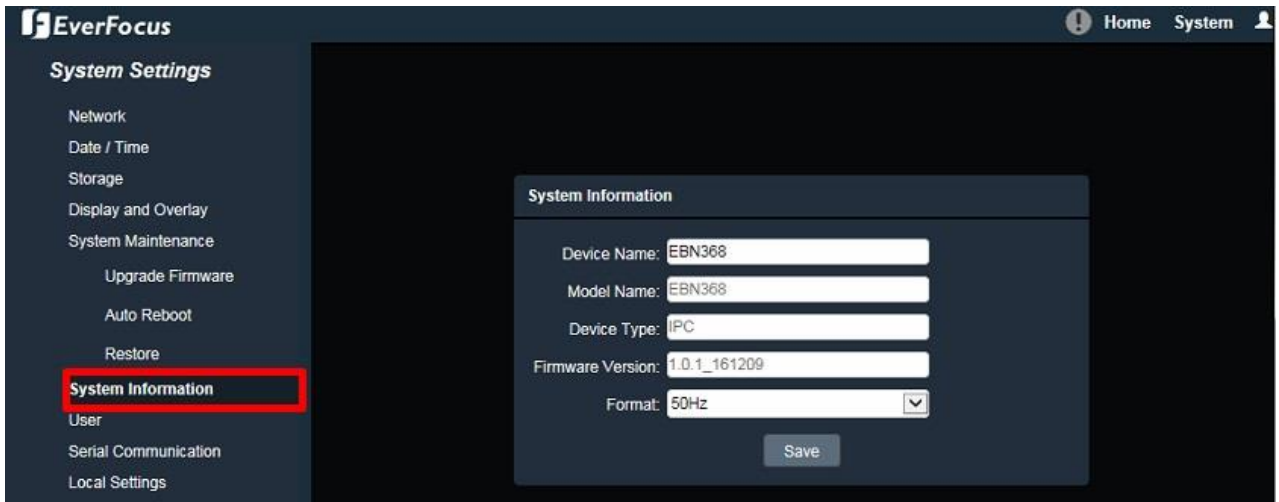 EverFocus
Home System
System Settings
Network
Date / Time
Storage
Display and Overlay
System Maintenance
Upgrade Firmware
Auto Reboot
Restore
System Information
User
Serial Communication
Local Settings
System Information
Device Name: EBN368
Model Name: EBN368
Device Type: IPC
Firmware Version: 1.0.1_161209
Format: 50Hz
Save